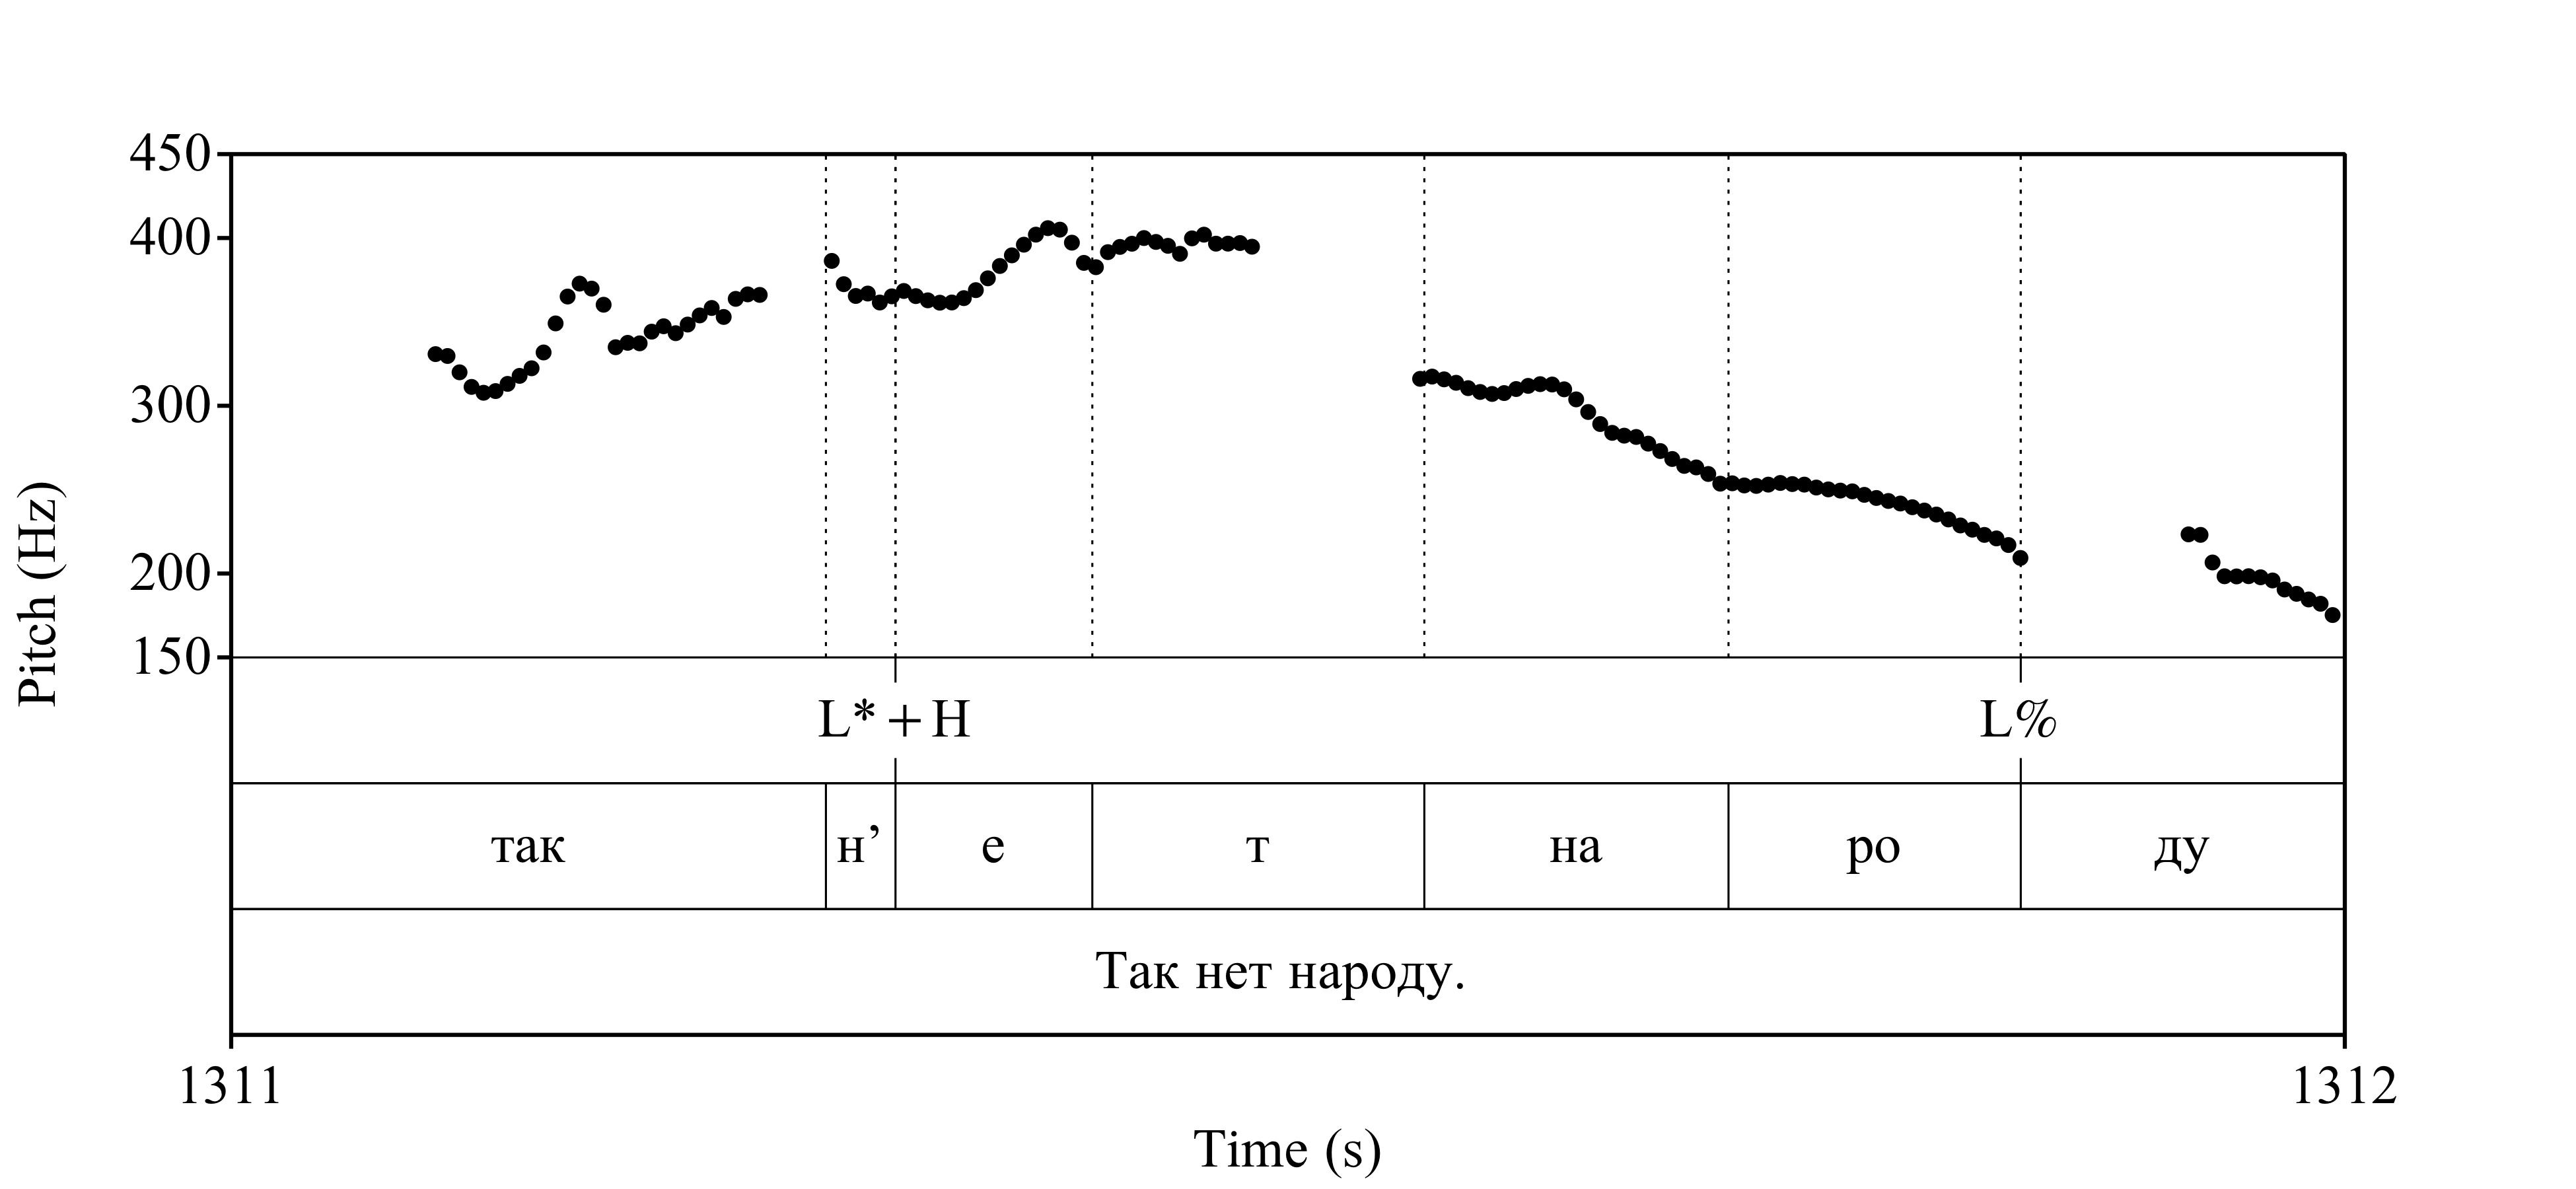 450
400
300
200
150
Pitch (Hz)
L*+H L%
так н’ е т на ро ду
Так нет народу.
1311 1312
Time (s)